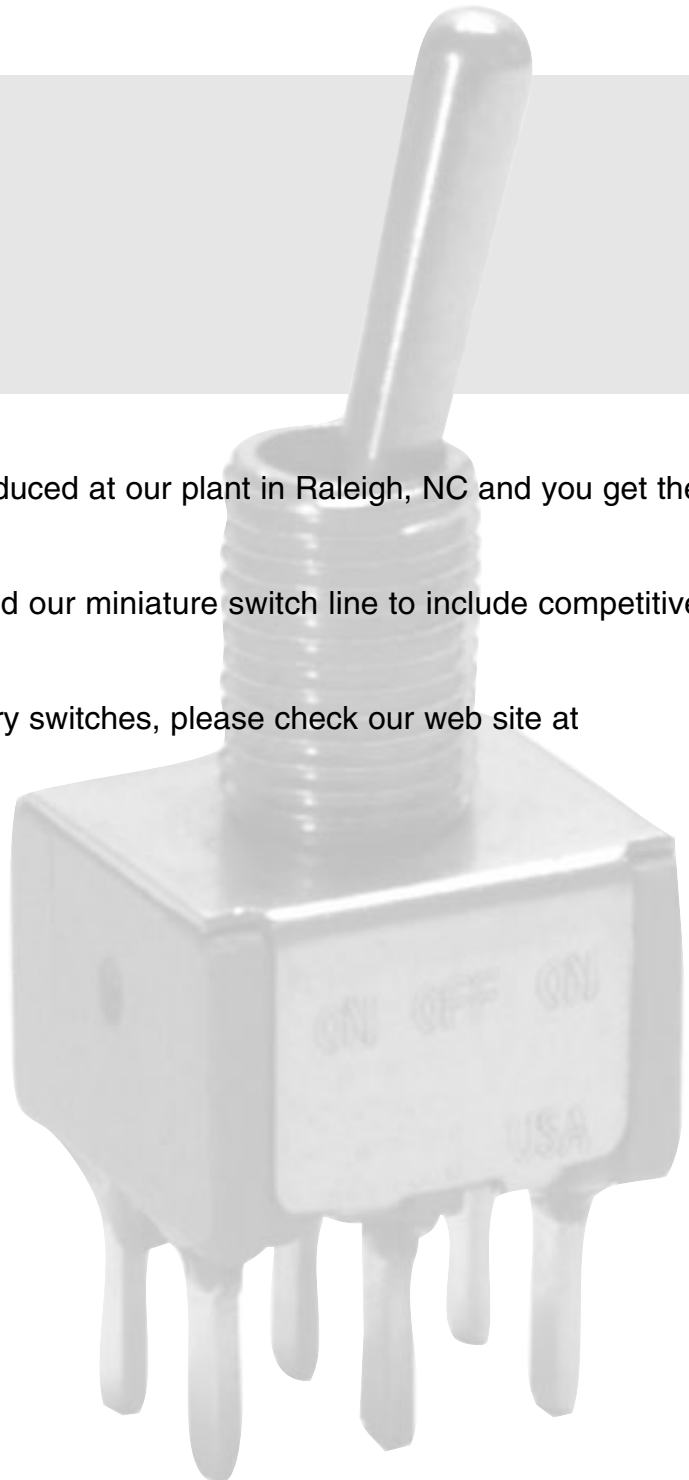 duced at our plant in Raleigh, NC and you get the
d our miniature switch line to include competitive
ry switches, please check our web site at
ON OFF ON
USA